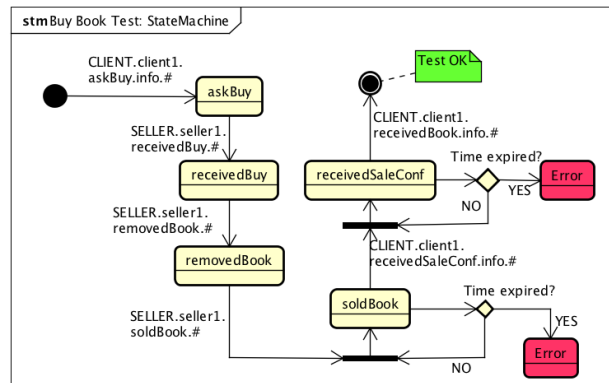 stm Buy Book Test: StateMachine
CLIENT.client1.
askBuy.info.#
askBuy
SELLER.seller1.
receivedBuy.#
receivedBuy
SELLER.seller1.
removedBook.#
removedBook
SELLER.seller1.
soldBook.#
Test OK
CLIENT.client1.
receivedBook.info.#
Time expired?
receivedSaleConf
Error
YES
NO
CLIENT.client1.
receivedSaleConf.info.#
Time expired?
soldBook
YES
Error
NO